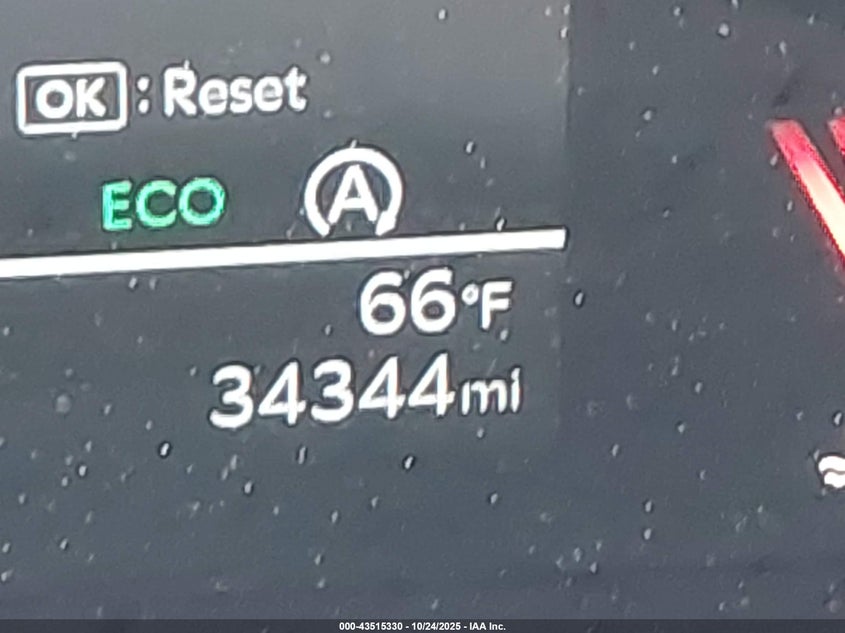 OK : Reset
ECO A
66°F
34344mi
000-43515330 - 10/24/2025 - IAA Inc.